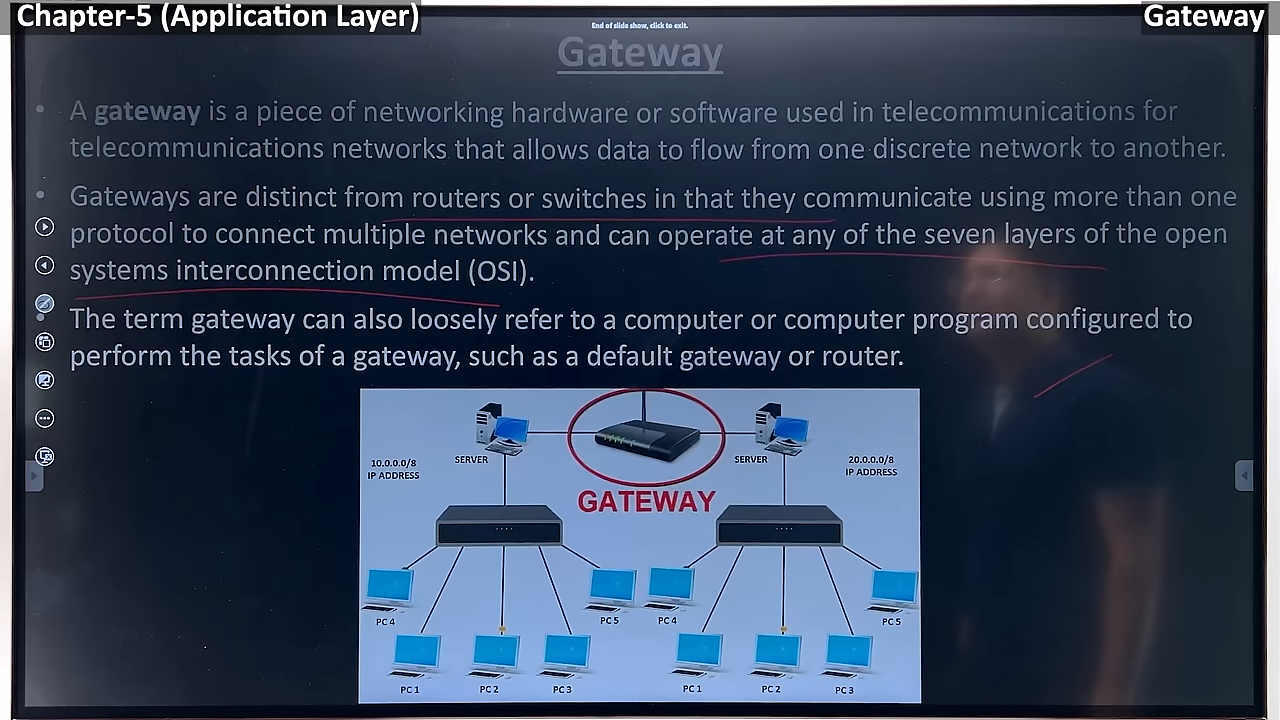 Chapter-5 (Application Layer)
End of slide show, click to exit.
Gateway
Gateway
• A gateway is a piece of networking hardware or software used in telecommunications for
telecommunications networks that allows data to flow from one discrete network to another.
• Gateways are distinct from routers or switches in that they communicate using more than one
protocol to connect multiple networks and can operate at any of the seven layers of the open
systems interconnection model (OSI).
• The term gateway can also loosely refer to a computer or computer program configured to
perform the tasks of a gateway, such as a default gateway or router.
10.0.0.0/8
IP ADDRESS
SERVER
GATEWAY
SERVER
20.0.0.0/8
IP ADDRESS
PC 4
PC 5
PC 4
PC 5
PC 1
PC 2
PC 3
PC 1
PC 2
PC 3